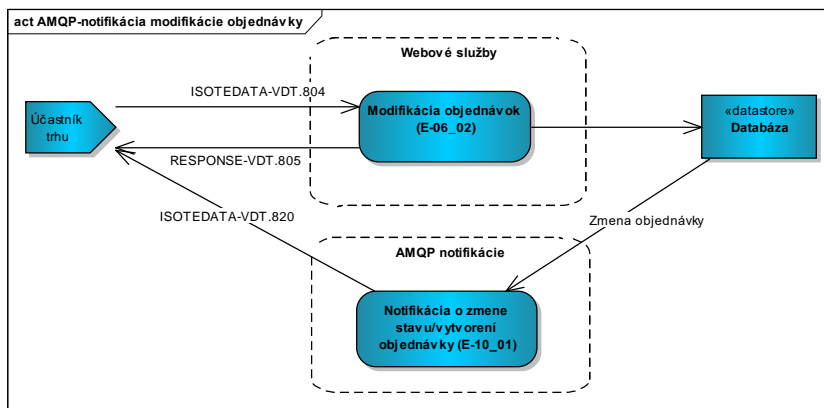 act AMQP-notifikácia modifikácie objednávky
Webové služby
ISOTEDATA-VDT.804
Modifikácia objednávok
(E-06_02)
«datastore»
Databáza
Účastník
trhu
RESPONSE-VDT.805
ISOTEDATA-VDT.820
Zmena objednávky
AMQP notifikácie
Notifikácia o zmene
stavu/vytvorení
objednávky (E-10_01)